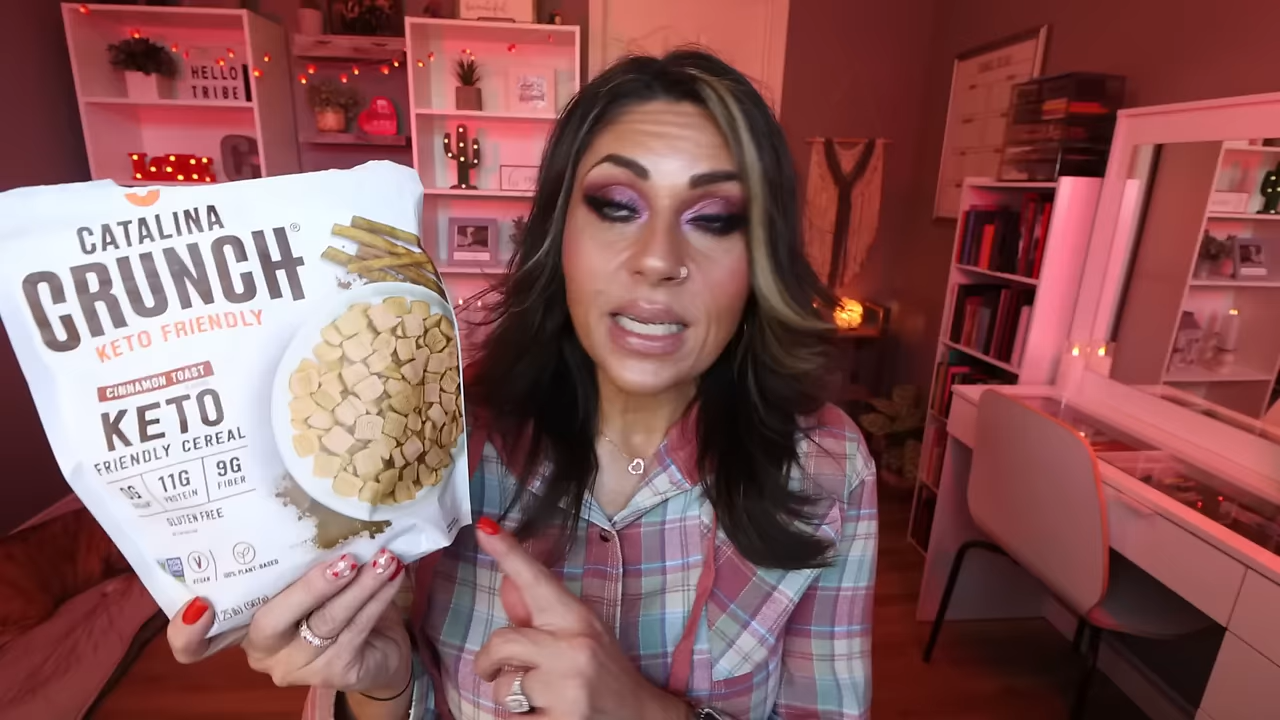 HELLO
TRIBE
CATALINA
CRUNCH®
KETO FRIENDLY
CINNAMON TOAST
KETO
FRIENDLY CEREAL
0G 11G 9G
PROTEIN FIBER
GLUTEN FREE
VEGAN 100% PLANT-BASED